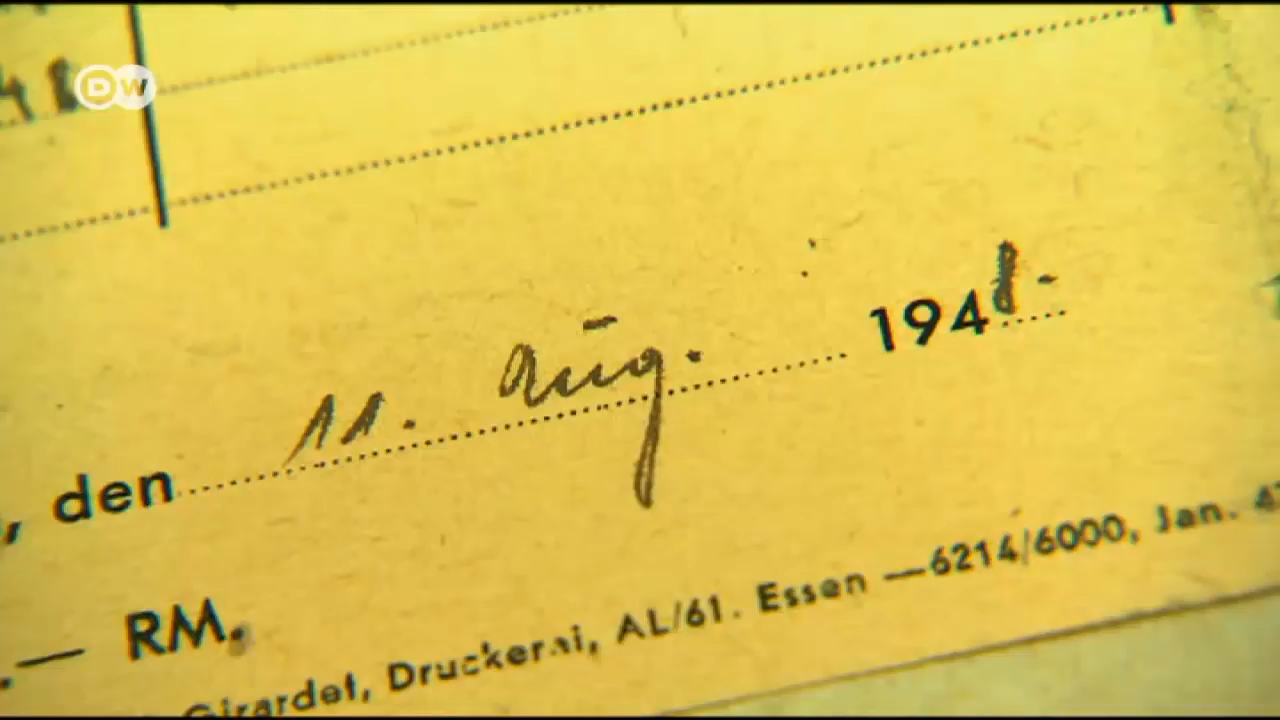 DW
, den 11. Aug. 1948.
— RM.
Girardet, Druckerei, AL/61. Essen —6214/6000, Jan. 4